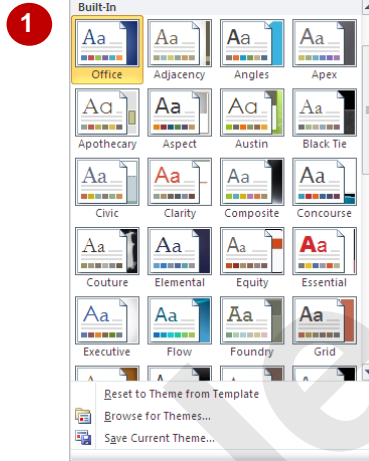 1
Built-In
Aa Aa Aa Aa
Office Adjacency Angles Apex
Aa Aa Aa Aa
Apothecary Aspect Austin Black Tie
Aa Aa Aa Aa
Civic Clarity Composite Concourse
Aa Aa Aa Aa
Couture Elemental Equity Essential
Aa Aa Aa Aa
Executive Flow Foundry Grid
Reset to Theme from Template
Browse for Themes...
Save Current Theme...